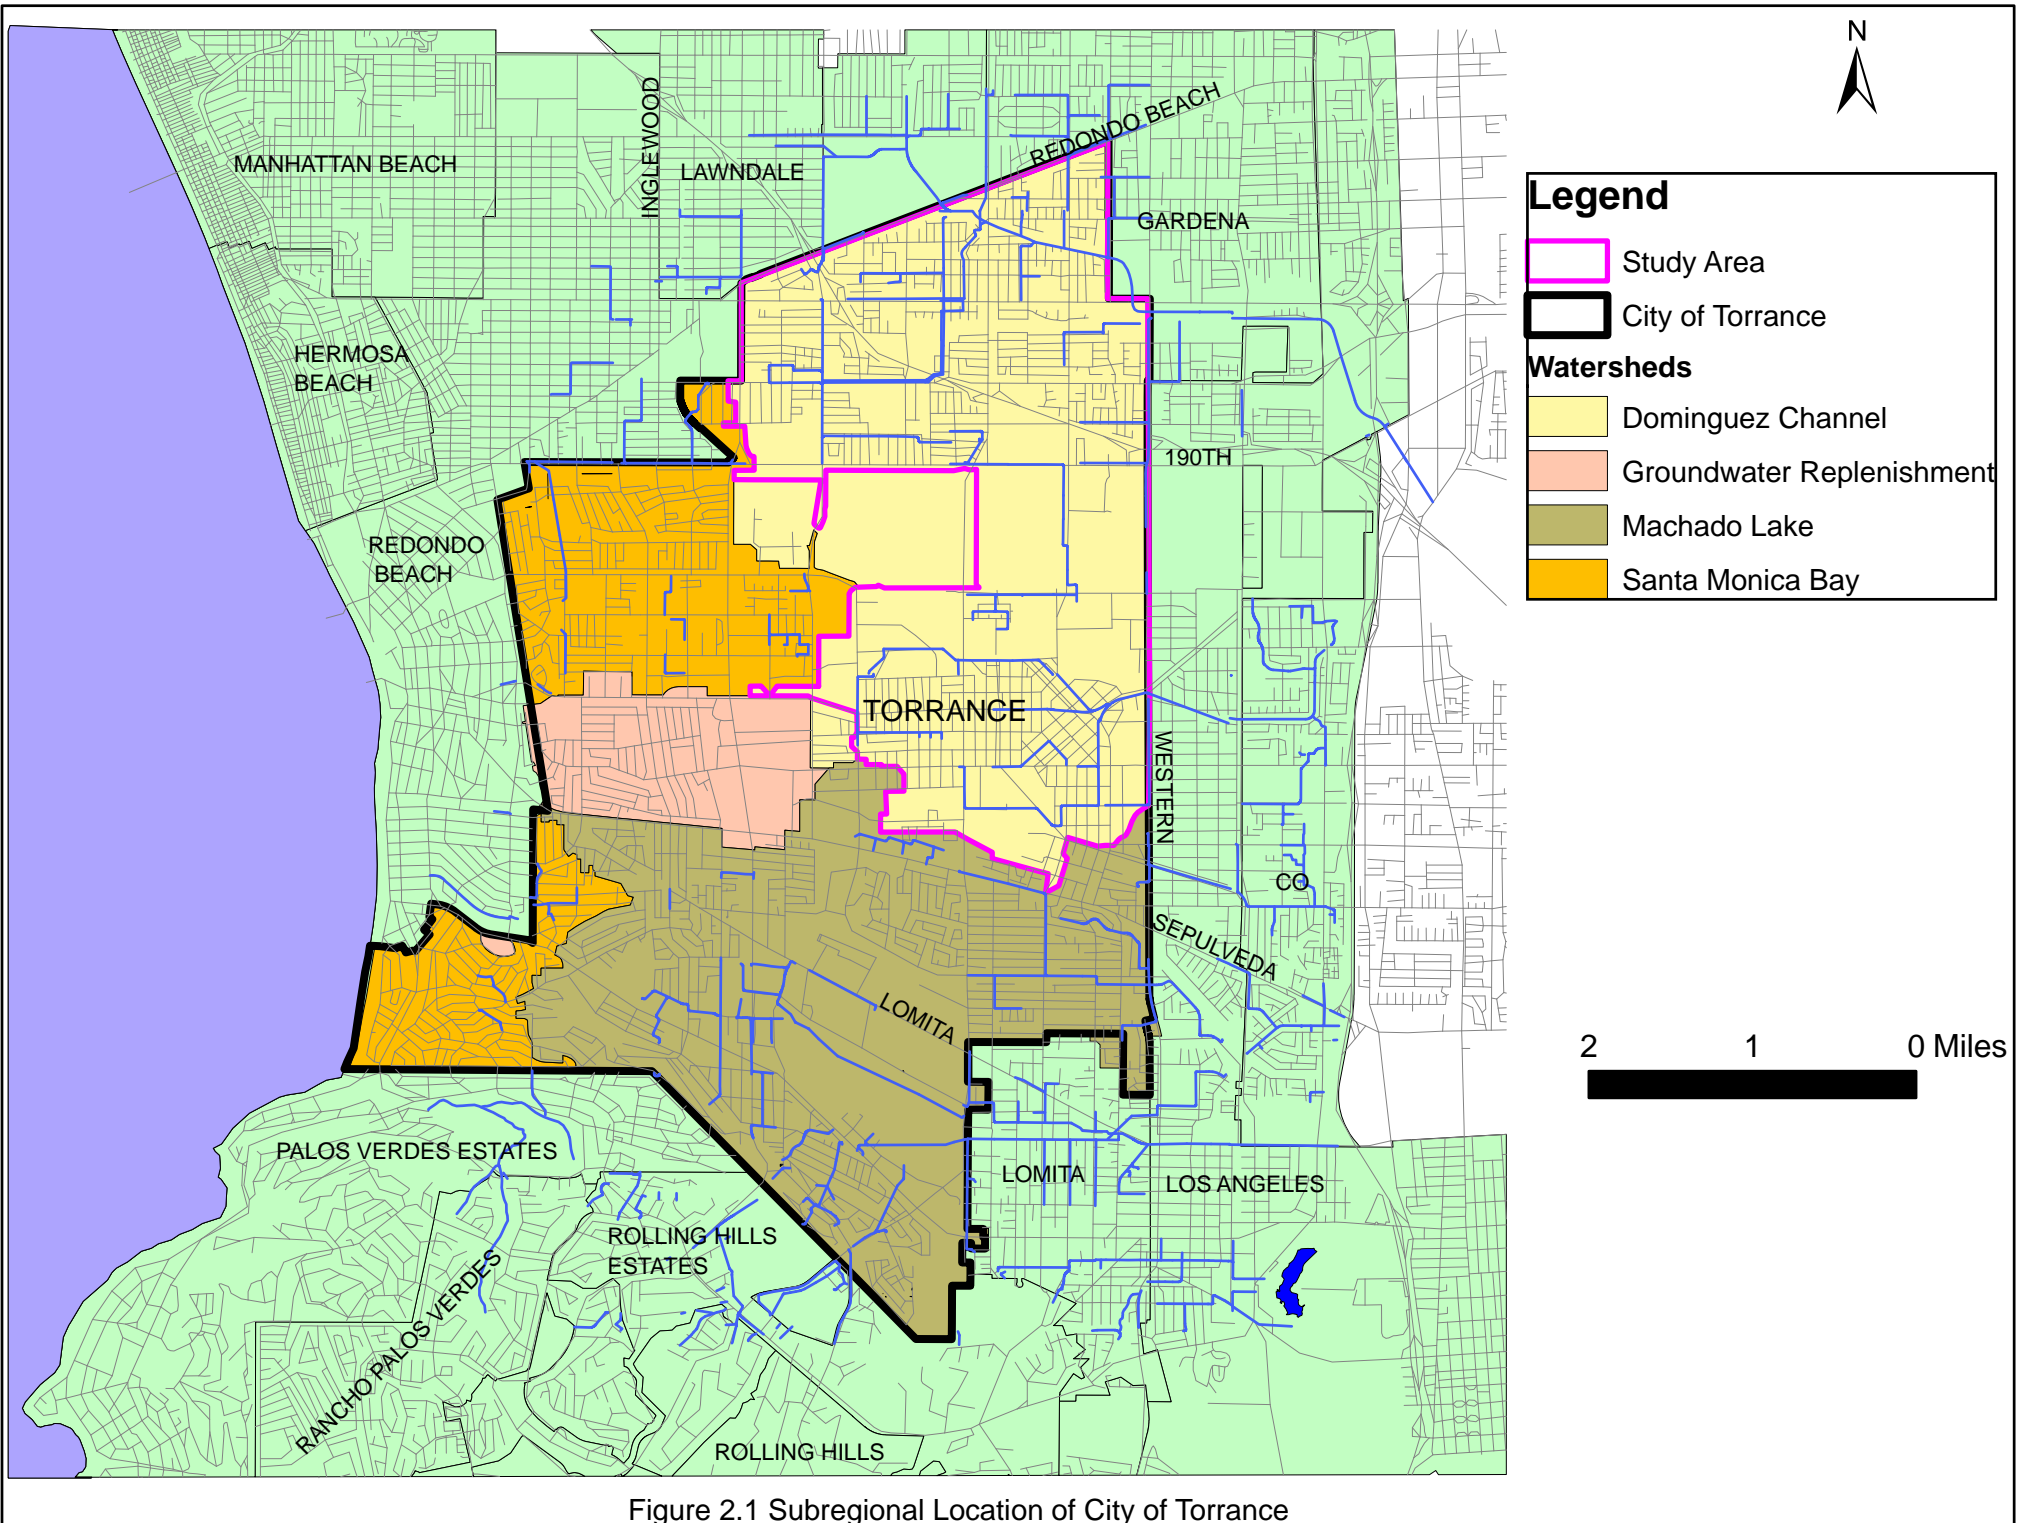 N
INGLEWOOD
REDONDO BEACH
MANHATTAN BEACH
LAWNDALE
GARDENA
Legend
Study Area
City of Torrance
Watersheds
Dominguez Channel
Groundwater Replenishment
Machado Lake
Santa Monica Bay
HERMOSA
BEACH
190TH
REDONDO
BEACH
TORRANCE
WESTERN
CO
SEPULVEDA
LOMITA
2 1 0 Miles
PALOS VERDES ESTATES
LOMITA
LOS ANGELES
ROLLING HILLS
ESTATES
RANCHO PALOS VERDES
ROLLING HILLS
Figure 2.1 Subregional Location of City of Torrance